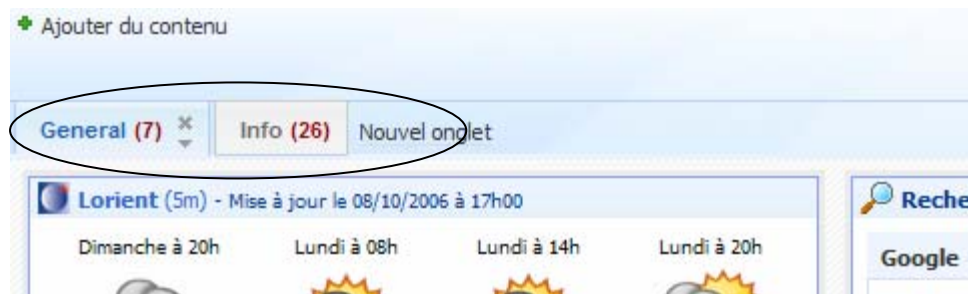 Ajouter du contenu
General (7) Info (26) Nouvel onglet
Lorient (5m) - Mise à jour le 08/10/2006 à 17h00
Reche
Dimanche à 20h Lundi à 08h Lundi à 14h Lundi à 20h
Google